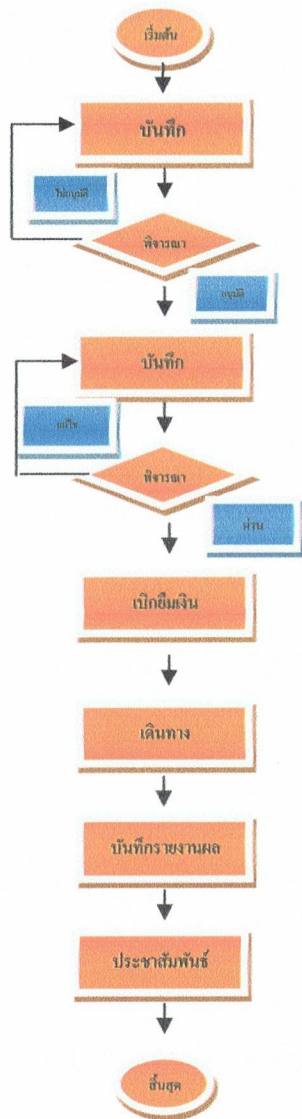 เริ่มต้น
บันทึก
ไม่อนุมัติ
พิจารณา
อนุมัติ
บันทึก
แก้ไข
พิจารณา
ผ่าน
เบิกยืมเงิน
เดินทาง
บันทึกรายงานผล
ประชาสัมพันธ์
สิ้นสุด